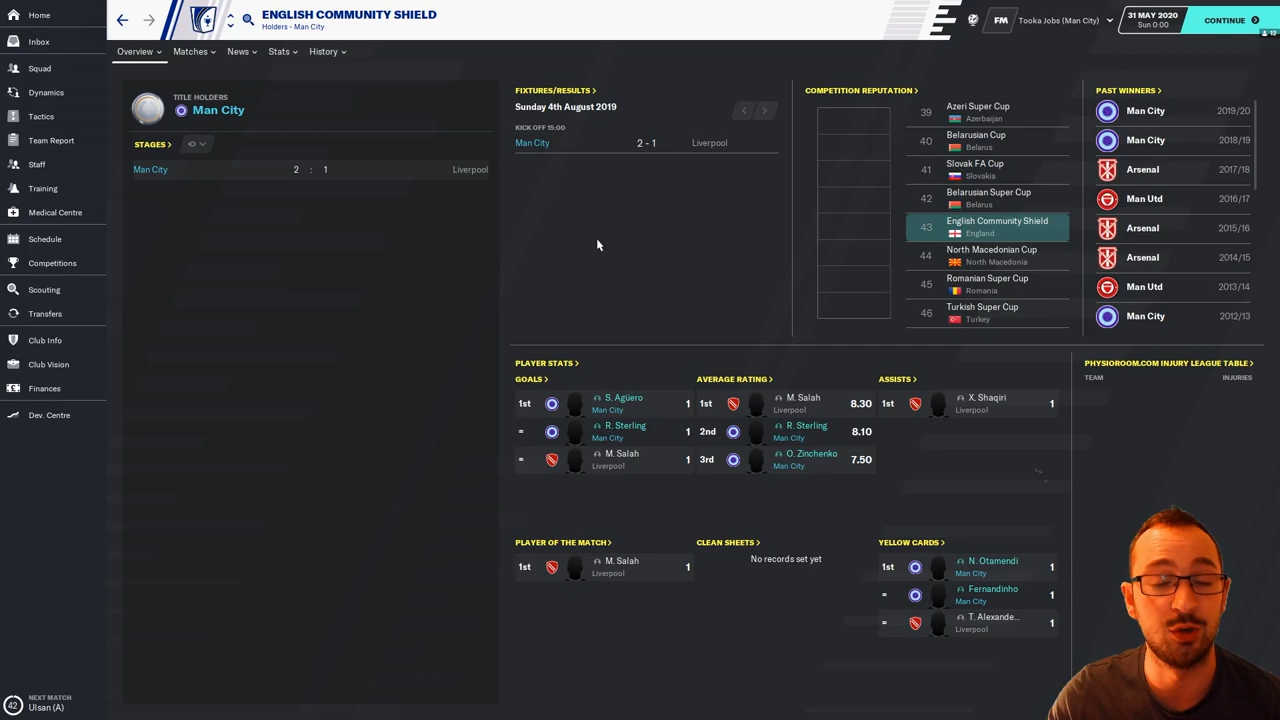 Home
Inbox
Squad
Dynamics
Tactics
Team Report
Staff
Training
Medical Centre
Schedule
Competitions
Scouting
Transfers
Club Info
Club Vision
Finances
Dev. Centre
42
NEXT MATCH
Ulsan (A)
ENGLISH COMMUNITY SHIELD
Holders - Man City
FM
Tooka Jobs (Man City)
31 MAY 2020
Sun 0:00
CONTINUE
12
Overview
Matches
News
Stats
History
TITLE HOLDERS
Man City
STAGES
Man City 2 : 1 Liverpool
FIXTURES/RESULTS
Sunday 4th August 2019
KICK OFF 15:00
Man City 2 - 1 Liverpool
COMPETITION REPUTATION
39 Azeri Super Cup
Azerbaijan
40 Belarusian Cup
Belarus
41 Slovak FA Cup
Slovakia
42 Belarusian Super Cup
Belarus
43 English Community Shield
England
44 North Macedonian Cup
North Macedonia
45 Romanian Super Cup
Romania
46 Turkish Super Cup
Turkey
PAST WINNERS
Man City 2019/20
Man City 2018/19
Arsenal 2017/18
Man Utd 2016/17
Arsenal 2015/16
Arsenal 2014/15
Man Utd 2013/14
Man City 2012/13
PLAYER STATS
GOALS
1st S. Agüero 1
Man City
= R. Sterling 1
Man City
= M. Salah 1
Liverpool
AVERAGE RATING
1st M. Salah 8.30
Liverpool
2nd R. Sterling 8.10
Man City
3rd O. Zinchenko 7.50
Man City
ASSISTS
1st X. Shaqiri 1
Liverpool
PHYSIOROOM.COM INJURY LEAGUE TABLE
TEAM INJURIES
PLAYER OF THE MATCH
1st M. Salah 1
Liverpool
CLEAN SHEETS
No records set yet
YELLOW CARDS
1st N. Otamendi 1
Man City
= Fernandinho 1
Man City
= T. Alexande... 1
Liverpool